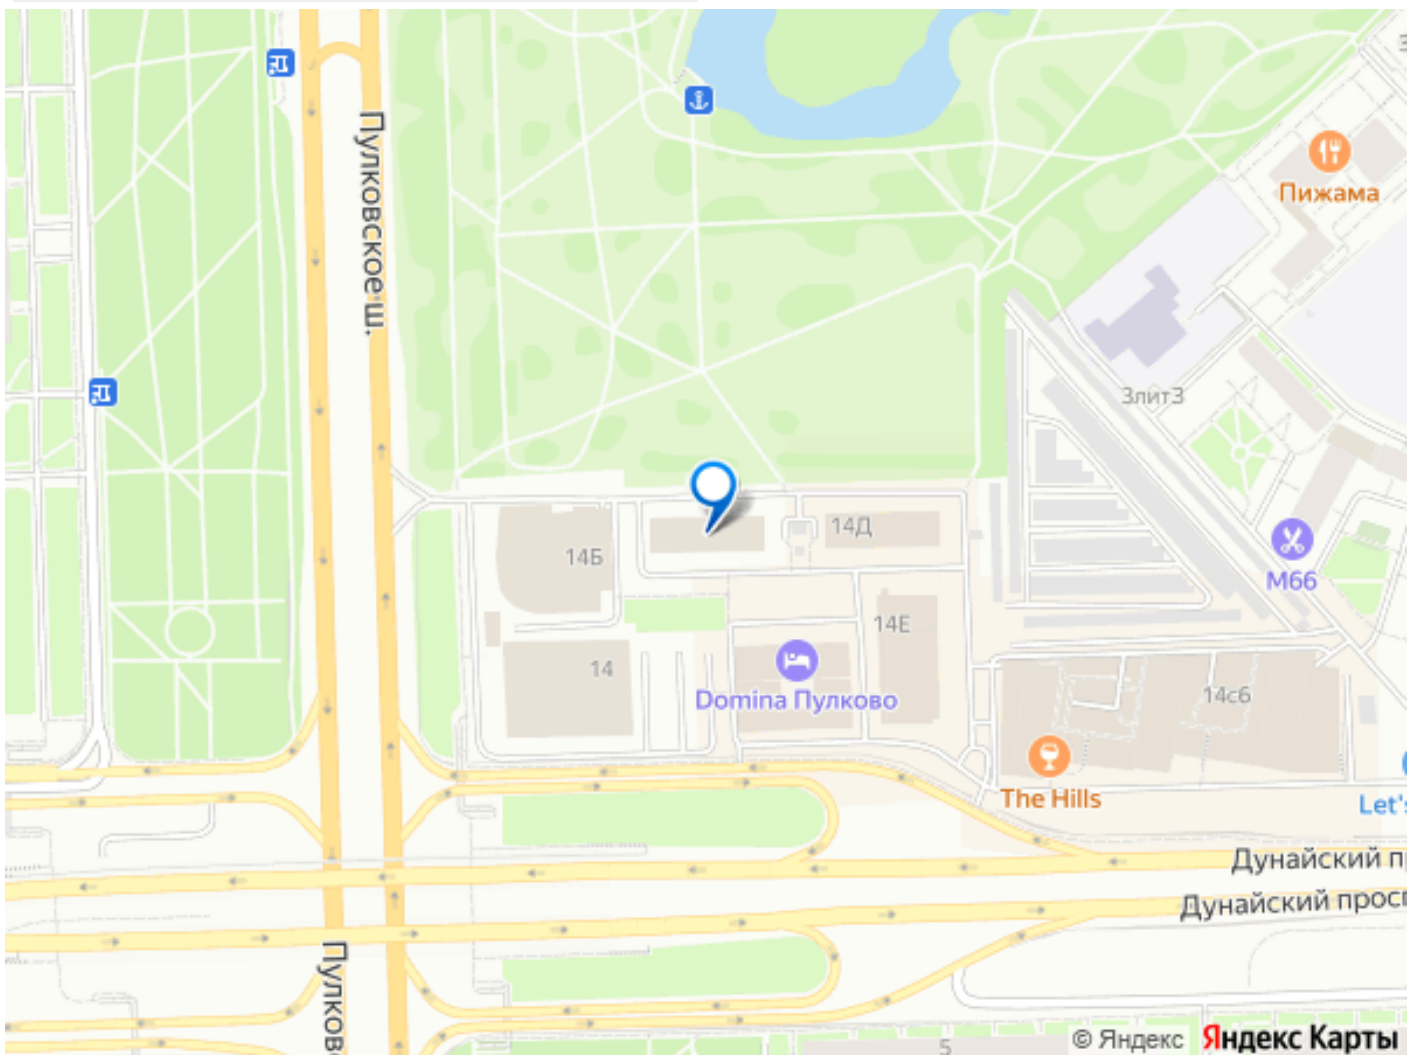 Пулковское ш.
Пижама
3лит3
14Д
14Б
М66
14Е
14
14с6
Domina Пулково
The Hills
Let's
Дунайский п
Дунайский просп
Пулков
5
© Яндекс Яндекс Карты